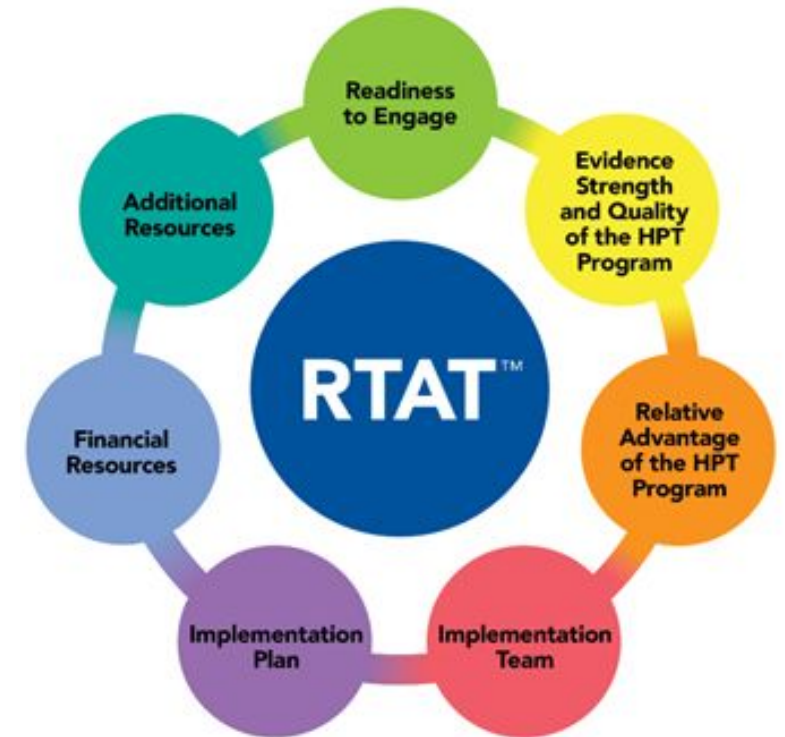 Readiness
to Engage
Evidence
Strength
and Quality
of the HPT
Program
Relative
Advantage
of the HPT
Program
Implementation
Team
Implementation
Plan
Financial
Resources
Additional
Resources
RTAT™